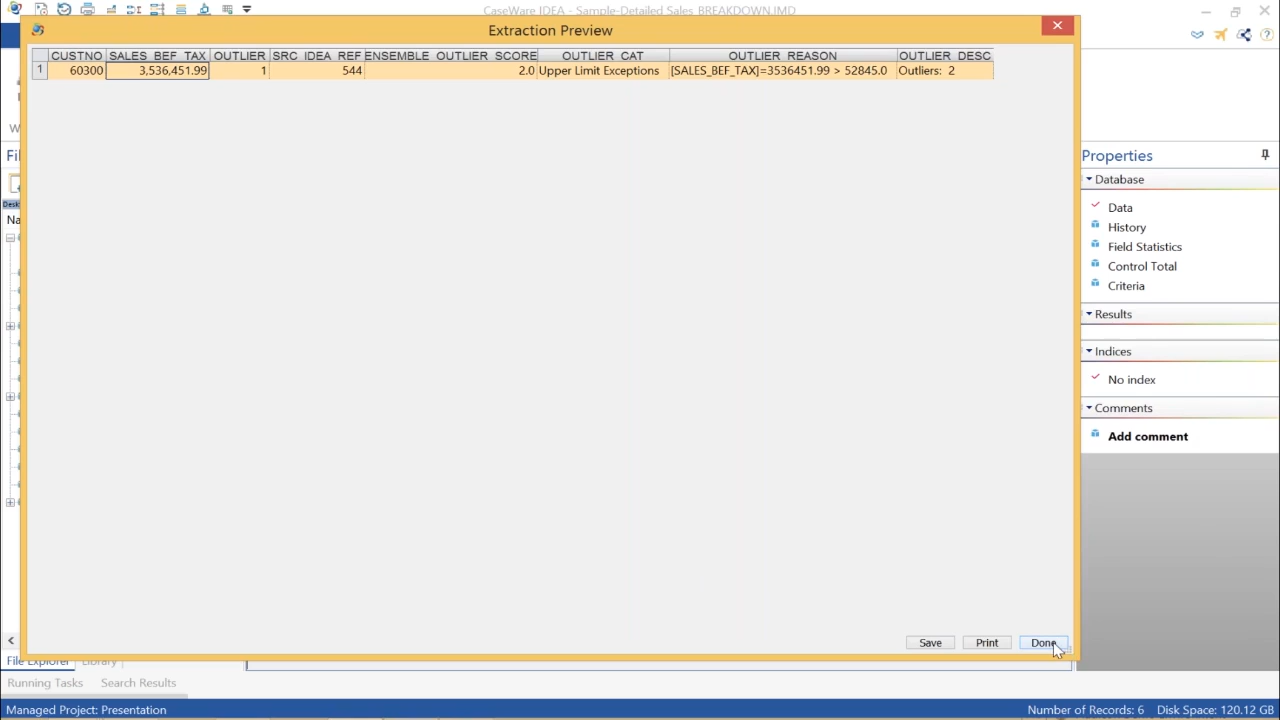 CaseWare IDEA - Sample-Detailed Sales_BREAKDOWN.IMD
Extraction Preview
CUSTNO SALES_BEF_TAX OUTLIER SRC_IDEA_REF ENSEMBLE_OUTLIER_SCORE OUTLIER_CAT OUTLIER_REASON OUTLIER_DESC
1 60300 3,536,451.99 1 544 2.0 Upper Limit Exceptions [SALES_BEF_TAX]=3536451.99 > 52845.0 Outliers: 2
W
Fil
Na
Properties
Database
Data
History
Field Statistics
Control Total
Criteria
Results
Indices
No index
Comments
Add comment
Save Print Done
File Explorer Library
Running Tasks Search Results
Managed Project: Presentation Number of Records: 6 Disk Space: 120.12 GB